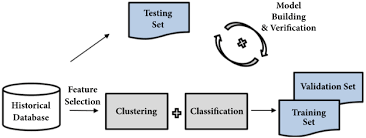 Testing
Set
Model
Building
& Verification
Historical
Database
Feature
Selection
Clustering
Classification
Validation Set
Training
Set